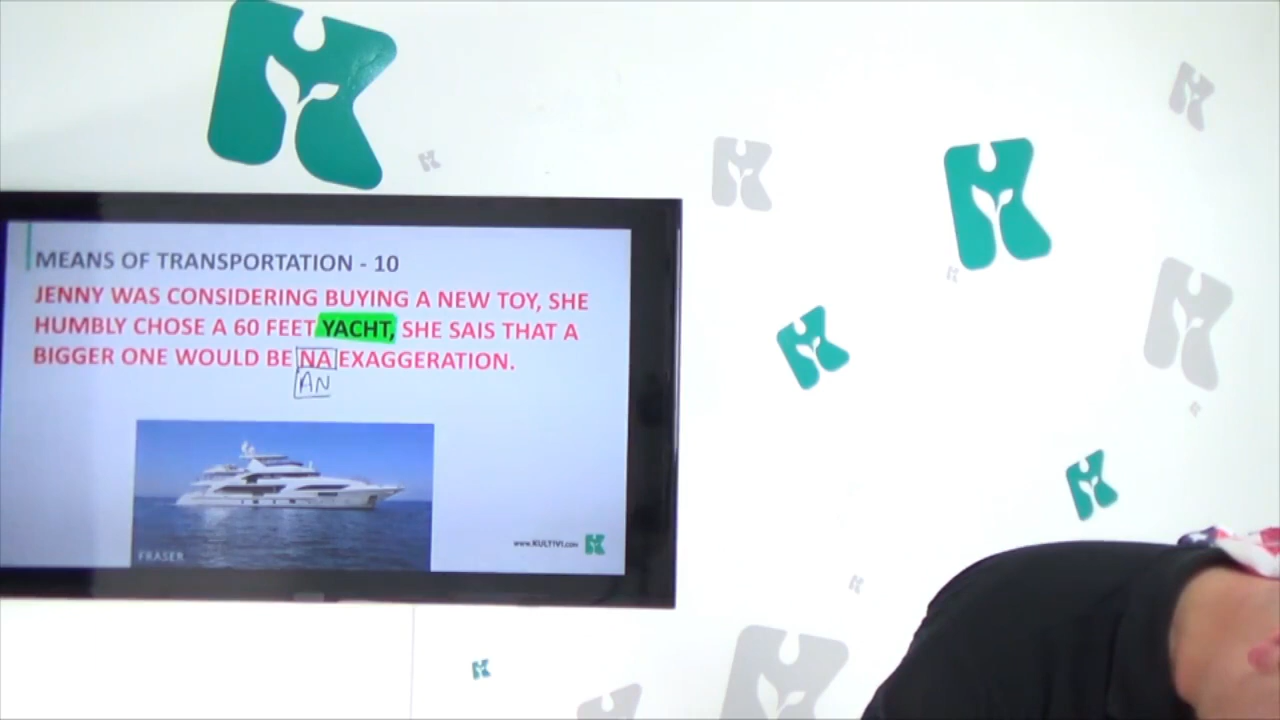 MEANS OF TRANSPORTATION - 10
JENNY WAS CONSIDERING BUYING A NEW TOY, SHE
HUMBLY CHOSE A 60 FEET YACHT, SHE SAIS THAT A
BIGGER ONE WOULD BE NA EXAGGERATION.
AN
FRASER
www.KULTIVI.com